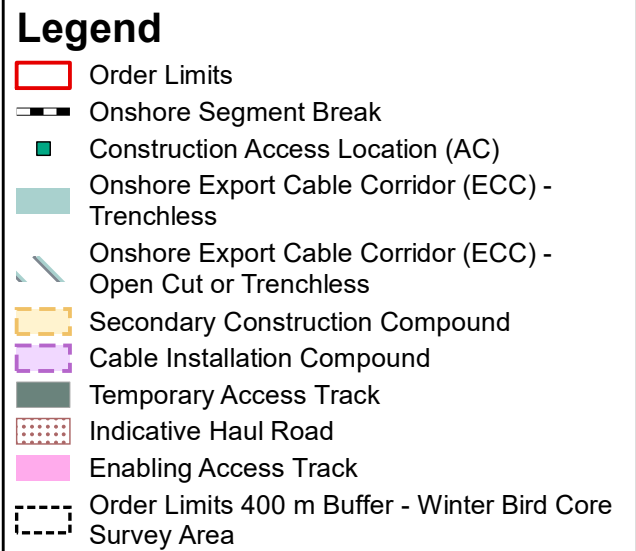 Legend
Order Limits
Onshore Segment Break
Construction Access Location (AC)
Onshore Export Cable Corridor (ECC) -
Trenchless
Onshore Export Cable Corridor (ECC) -
Open Cut or Trenchless
Secondary Construction Compound
Cable Installation Compound
Temporary Access Track
Indicative Haul Road
Enabling Access Track
Order Limits 400 m Buffer - Winter Bird Core
Survey Area